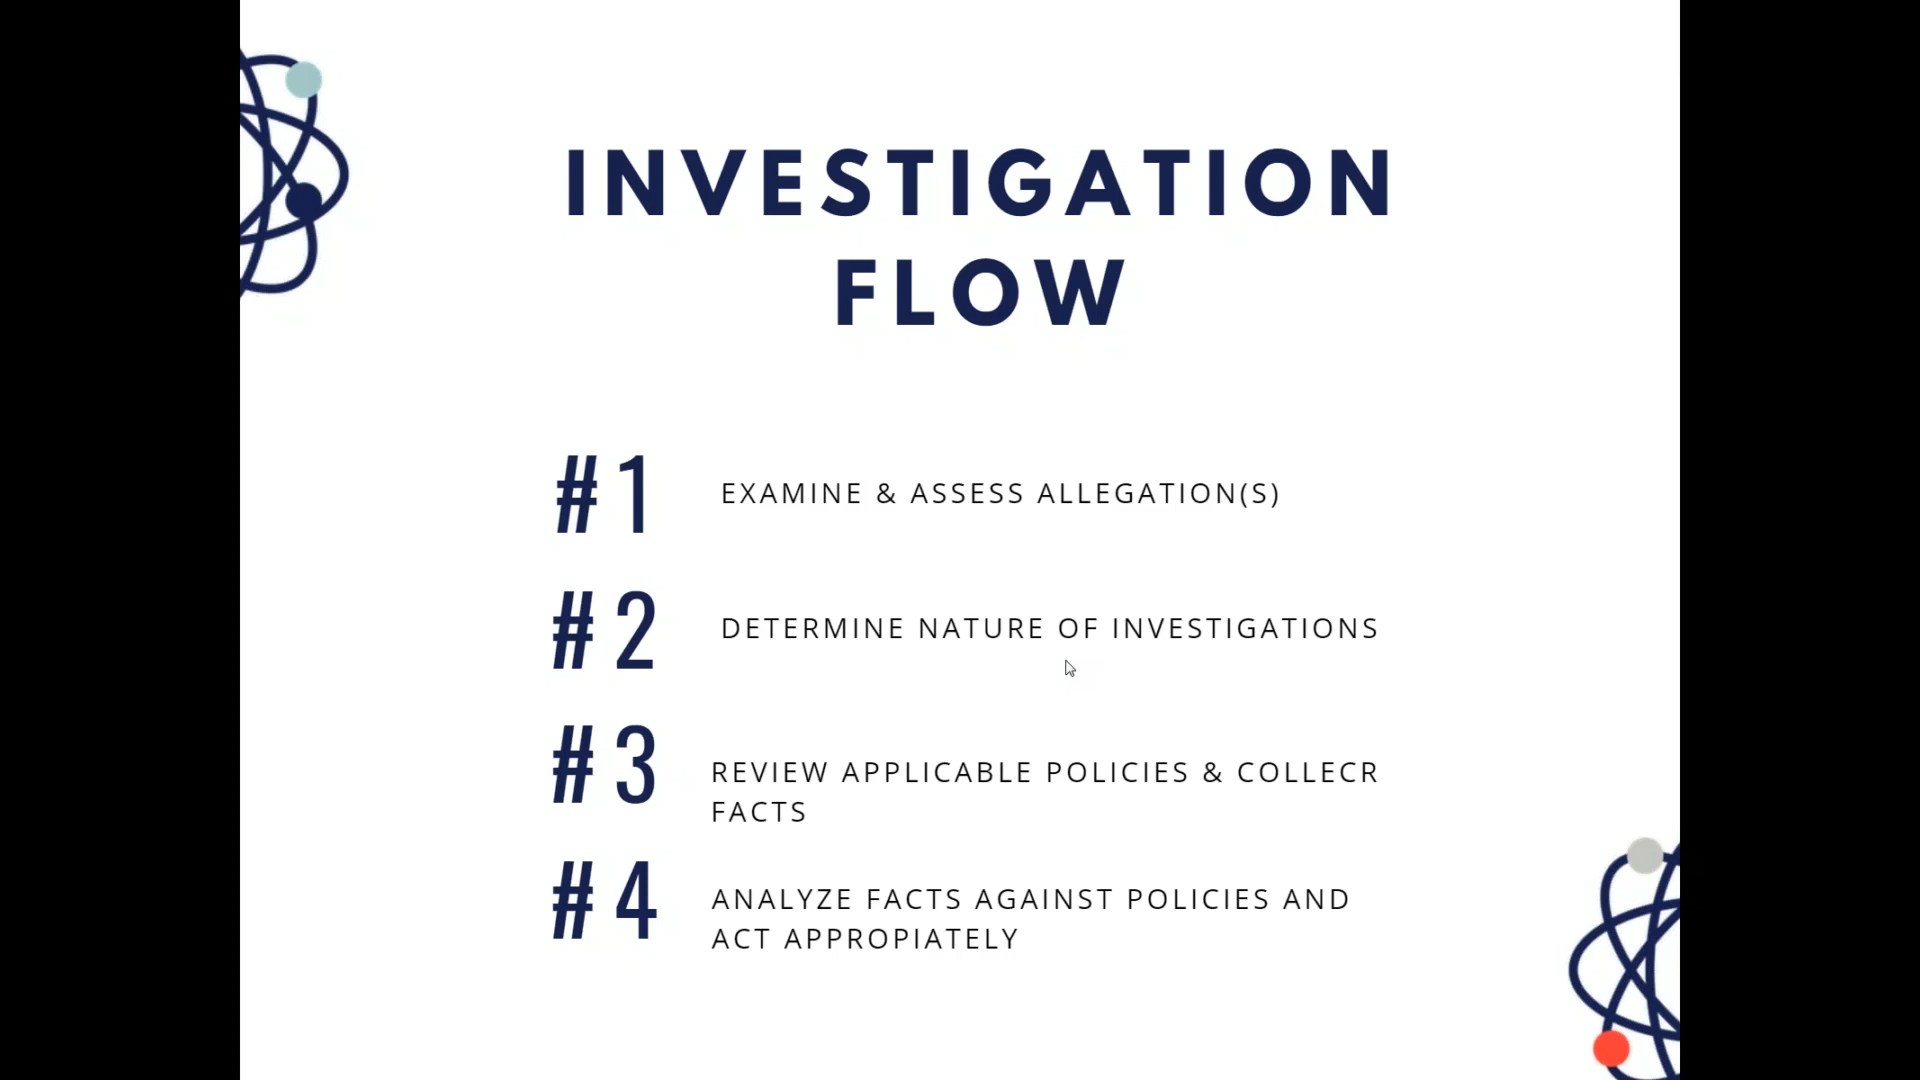 INVESTIGATION
FLOW
#1 EXAMINE & ASSESS ALLEGATION(S)
#2 DETERMINE NATURE OF INVESTIGATIONS
#3 REVIEW APPLICABLE POLICIES & COLLECR
FACTS
#4 ANALYZE FACTS AGAINST POLICIES AND
ACT APPROPIATELY